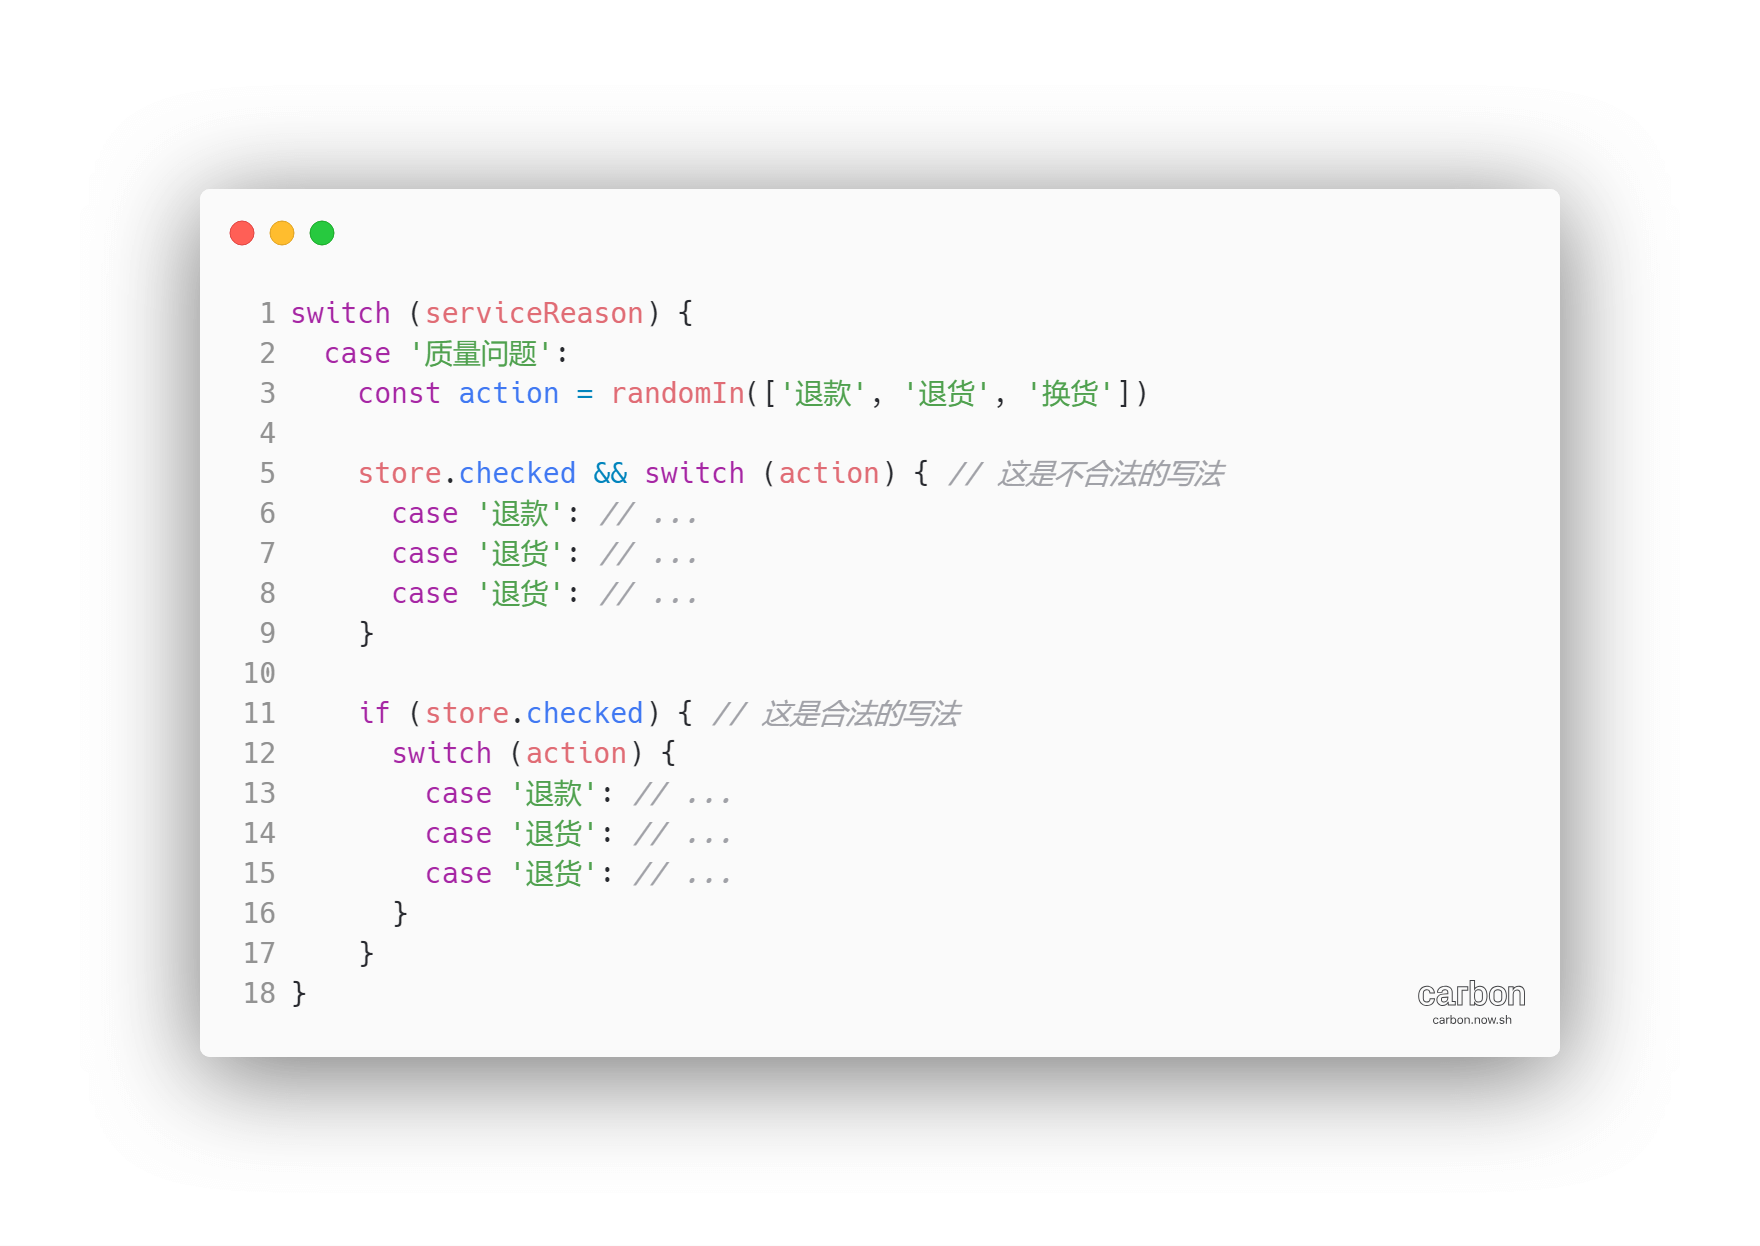 1 switch (serviceReason) {
2   case '质量问题':
3     const action = randomIn(['退款', '退货', '换货'])
4
5     store.checked && switch (action) { // 这是不合法的写法
6       case '退款': // ...
7       case '退货': // ...
8       case '退货': // ...
9     }
10
11     if (store.checked) { // 这是合法的写法
12       switch (action) {
13         case '退款': // ...
14         case '退货': // ...
15         case '退货': // ...
16       }
17     }
18 }
carbon
carbon.now.sh